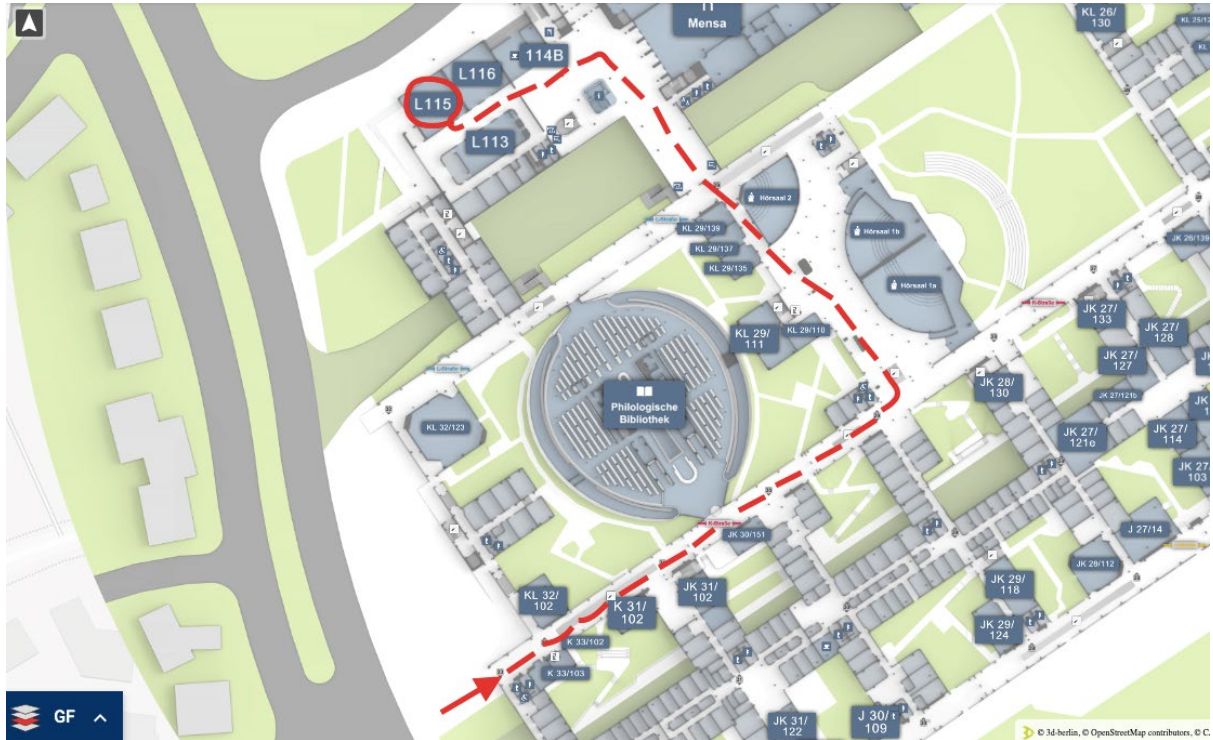 Mensa
KL 26/
130
114B
L116
L115
L113
Hörsaal 2
KL 29/139
KL 29/137
KL 29/135
Hörsaal 1b
Hörsaal 1a
JK 26/139
K-Straße
JK 27/
133
JK 27/
128
KL 29/
111
KL 29/110
JK 27/
127
L-Straße
JK 28/
130
Philologische
Bibliothek
KL 32/123
JK 27/
114
JK 27/
103
K-Straße
JK 30/151
J 27/14
JK 28/112
JK 31/
102
JK 29/
118
KL 32/
102
K 31/
102
JK 29/
124
K 33/102
K 33/103
GF
JK 31/
122
J 30/
109
© 3d-berlin, © OpenStreetMap contributors, © C